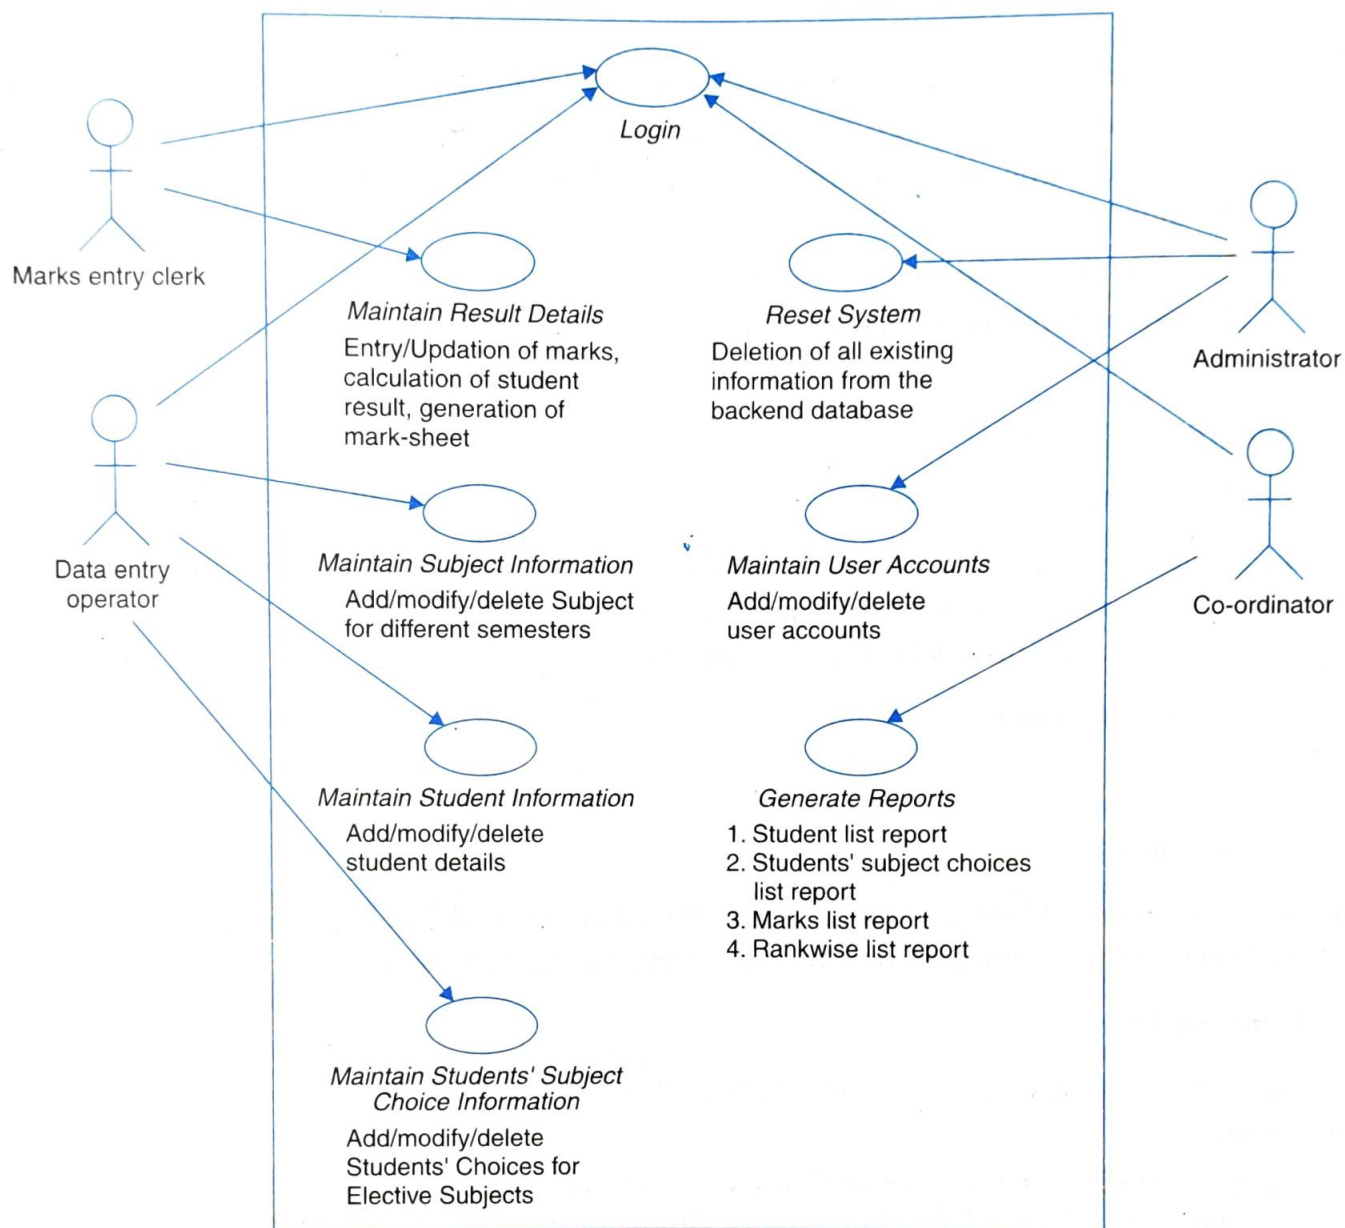 Login
Marks entry clerk
Maintain Result Details
Entry/Updation of marks,
calculation of student
result, generation of
mark-sheet
Reset System
Deletion of all existing
information from the
backend database
Administrator
Data entry
operator
Maintain Subject Information
Add/modify/delete Subject
for different semesters
Maintain User Accounts
Add/modify/delete
user accounts
Co-ordinator
Maintain Student Information
Add/modify/delete
student details
Generate Reports
1. Student list report
2. Students' subject choices
list report
3. Marks list report
4. Rankwise list report
Maintain Students' Subject
Choice Information
Add/modify/delete
Students' Choices for
Elective Subjects